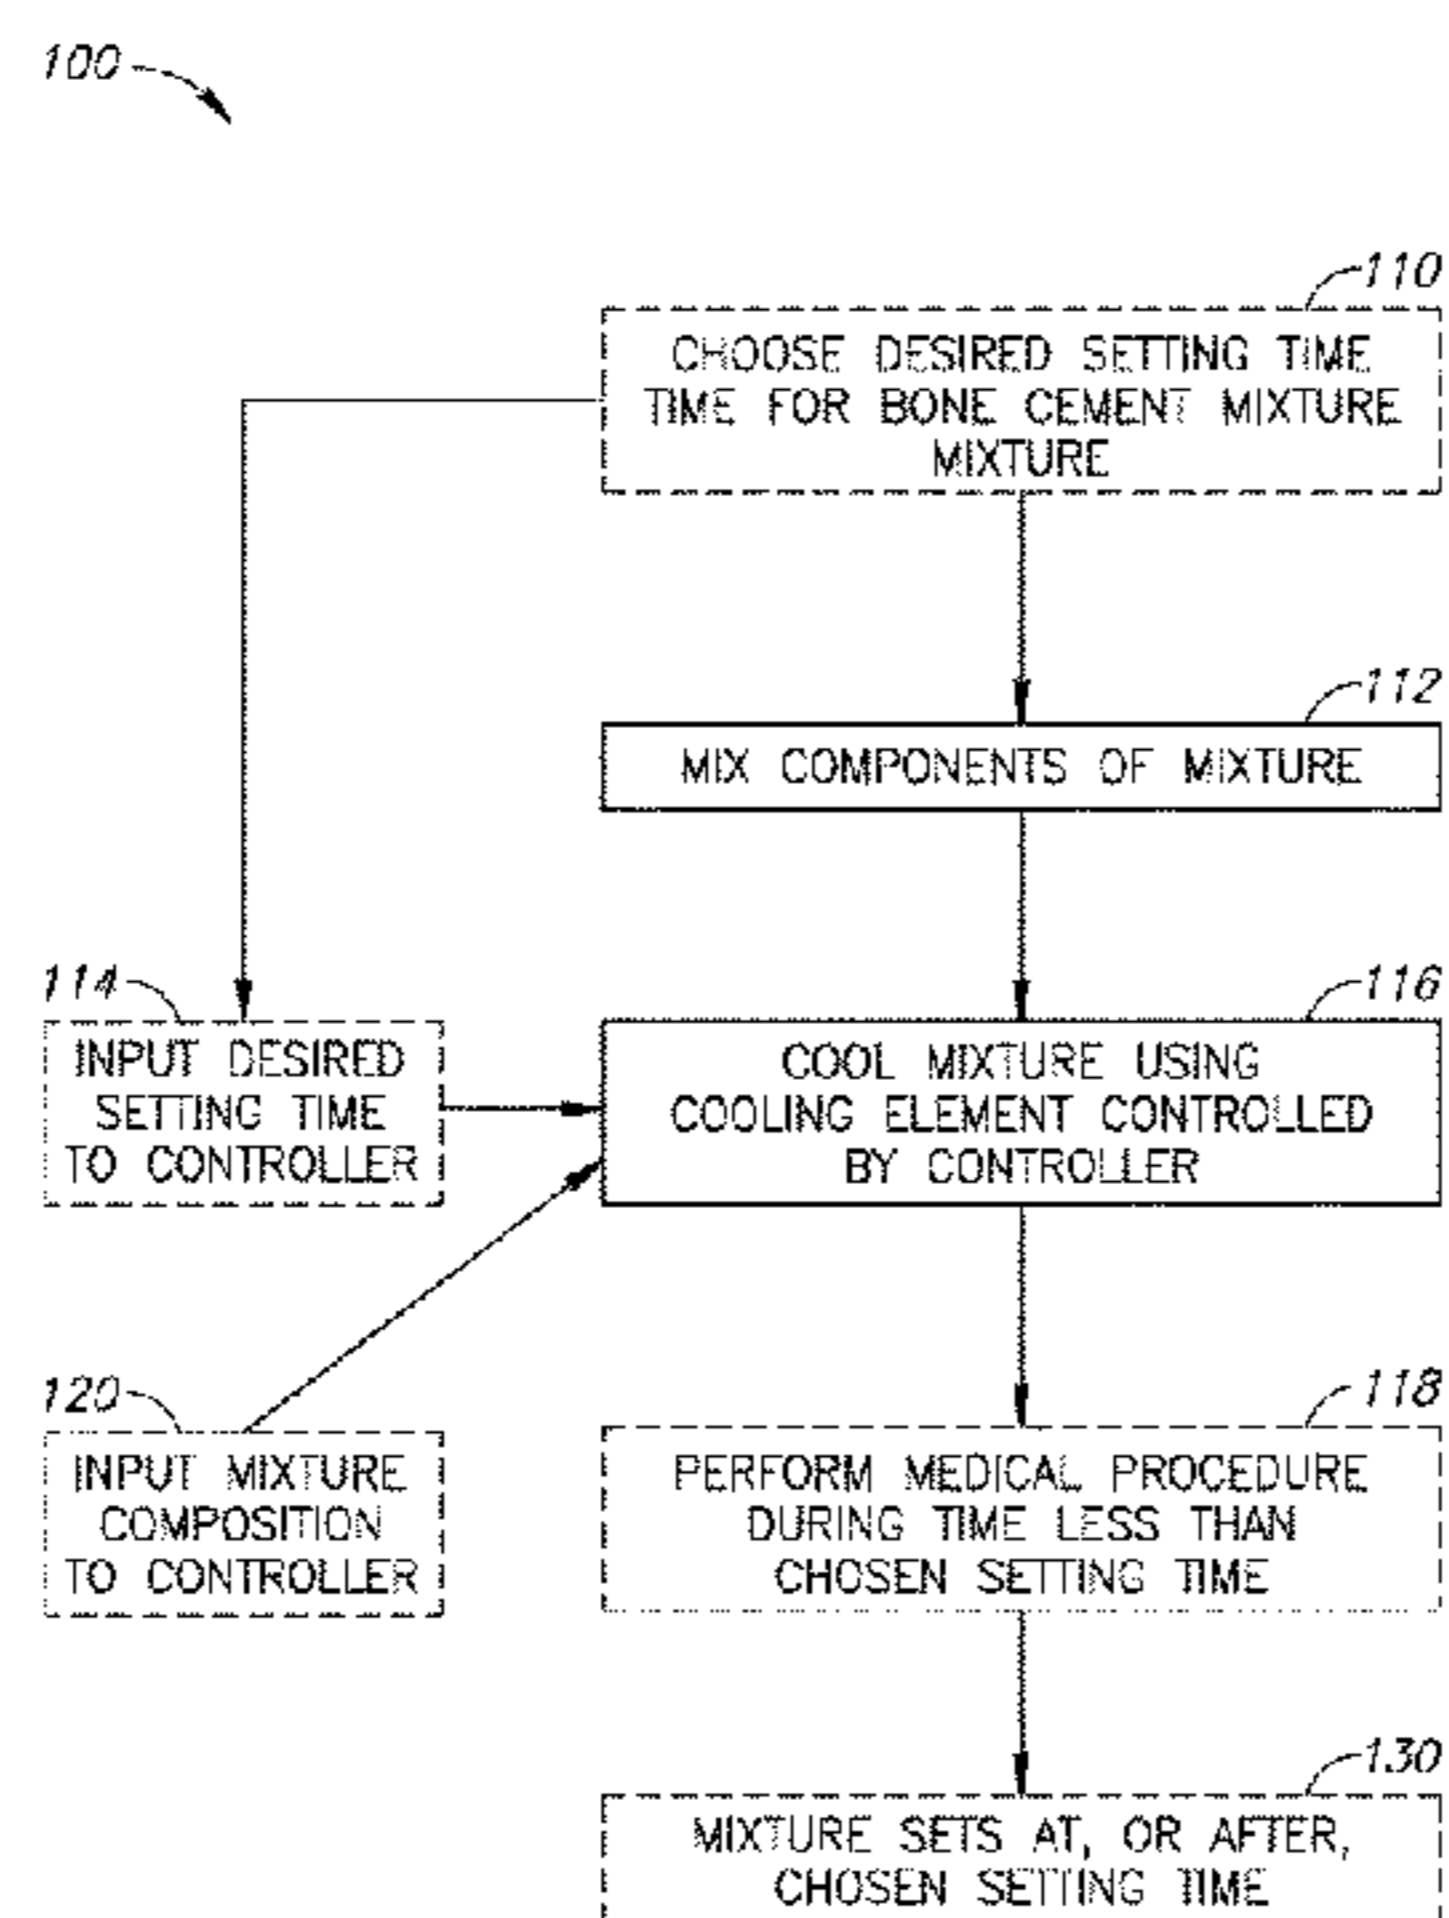 100
110
CHOOSE DESIRED SETTING TIME
TIME FOR BONE CEMENT MIXTURE
MIXTURE
112
MIX COMPONENTS OF MIXTURE
114
INPUT DESIRED
SETTING TIME
TO CONTROLLER
116
COOL MIXTURE USING
COOLING ELEMENT CONTROLLED
BY CONTROLLER
120
INPUT MIXTURE
COMPOSITION
TO CONTROLLER
118
PERFORM MEDICAL PROCEDURE
DURING TIME LESS THAN
CHOSEN SETTING TIME
130
MIXTURE SETS AT, OR AFTER,
CHOSEN SETTING TIME